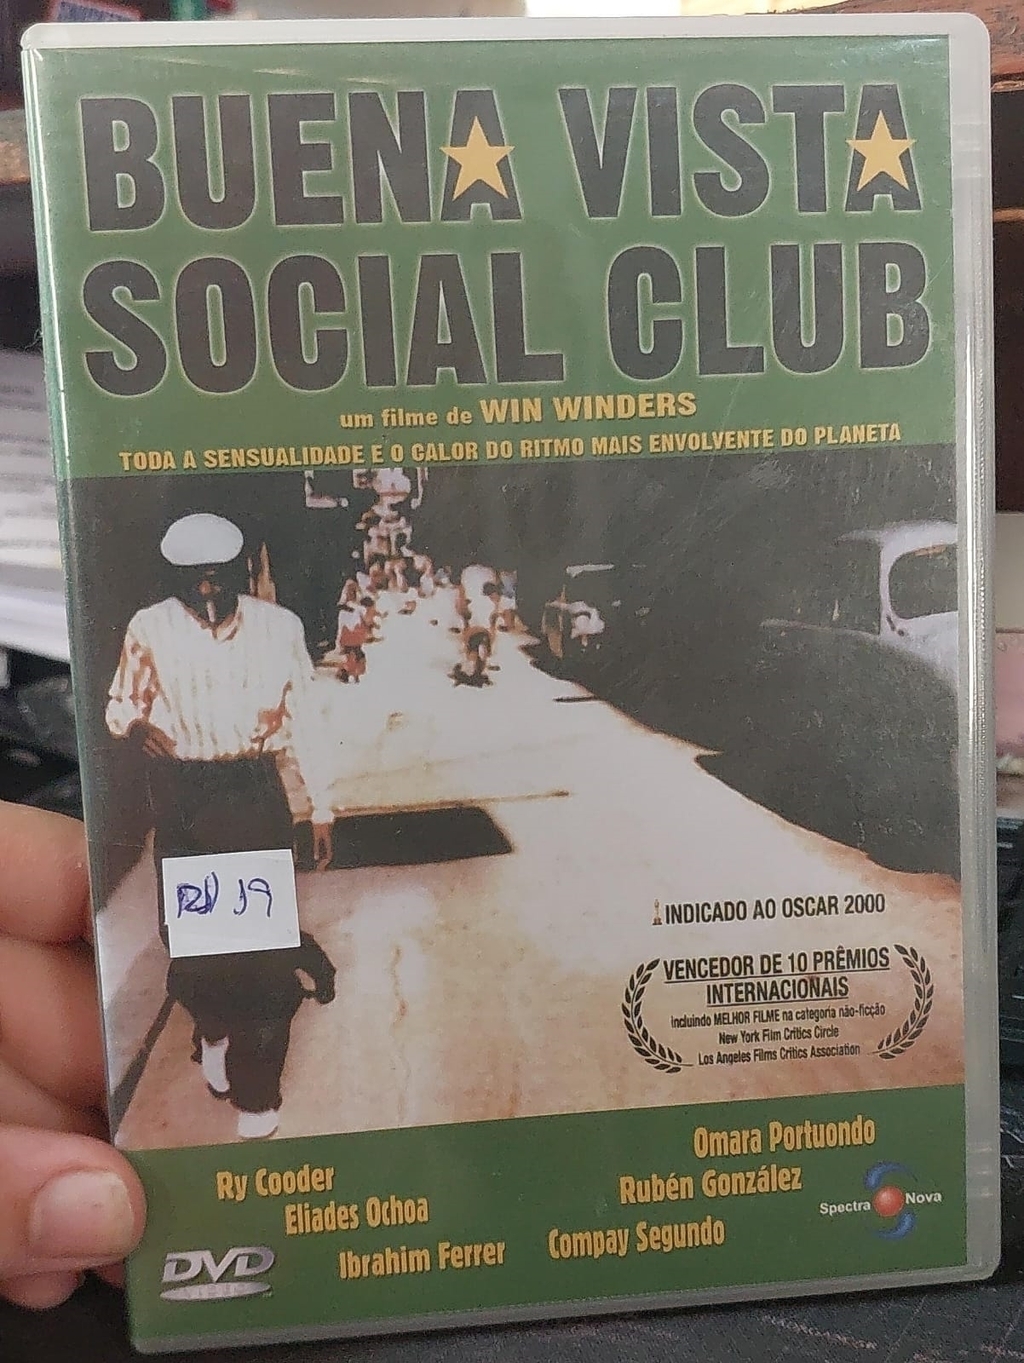 BUENA VISTA
SOCIAL CLUB
um filme de WIN WINDERS
TODA A SENSUALIDADE E O CALOR DO RITMO MAIS ENVOLVENTE DO PLANETA
R$ 19
INDICADO AO OSCAR 2000
VENCEDOR DE 10 PRÊMIOS
INTERNACIONAIS
incluindo MELHOR FILME na categoria não-ficção
New York Film Critics Circle
Los Angeles Films Critics Association
Ry Cooder
Eliades Ochoa
Ibrahim Ferrer
Omara Portuondo
Rubén González
Compay Segundo
Spectra Nova
DVD
VIDEO